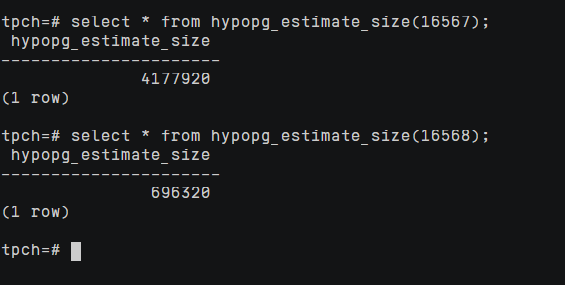 tpch=# select * from hypopg_estimate_size(16567);
 hypopg_estimate_size
----------------------
              4177920
(1 row)

tpch=# select * from hypopg_estimate_size(16568);
 hypopg_estimate_size
----------------------
               696320
(1 row)

tpch=#